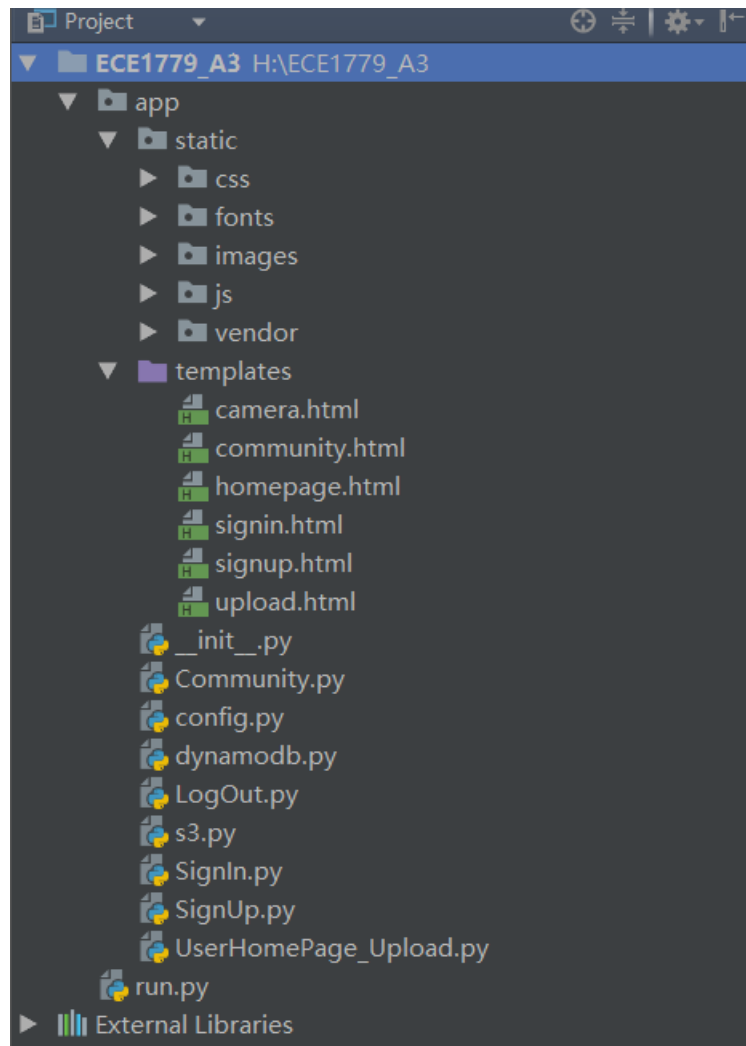 Project
ECE1779_A3 H:\ECE1779_A3
app
static
css
fonts
images
js
vendor
templates
camera.html
community.html
homepage.html
signin.html
signup.html
upload.html
__init__.py
Community.py
config.py
dynamodb.py
LogOut.py
s3.py
SignIn.py
SignUp.py
UserHomePage_Upload.py
run.py
External Libraries